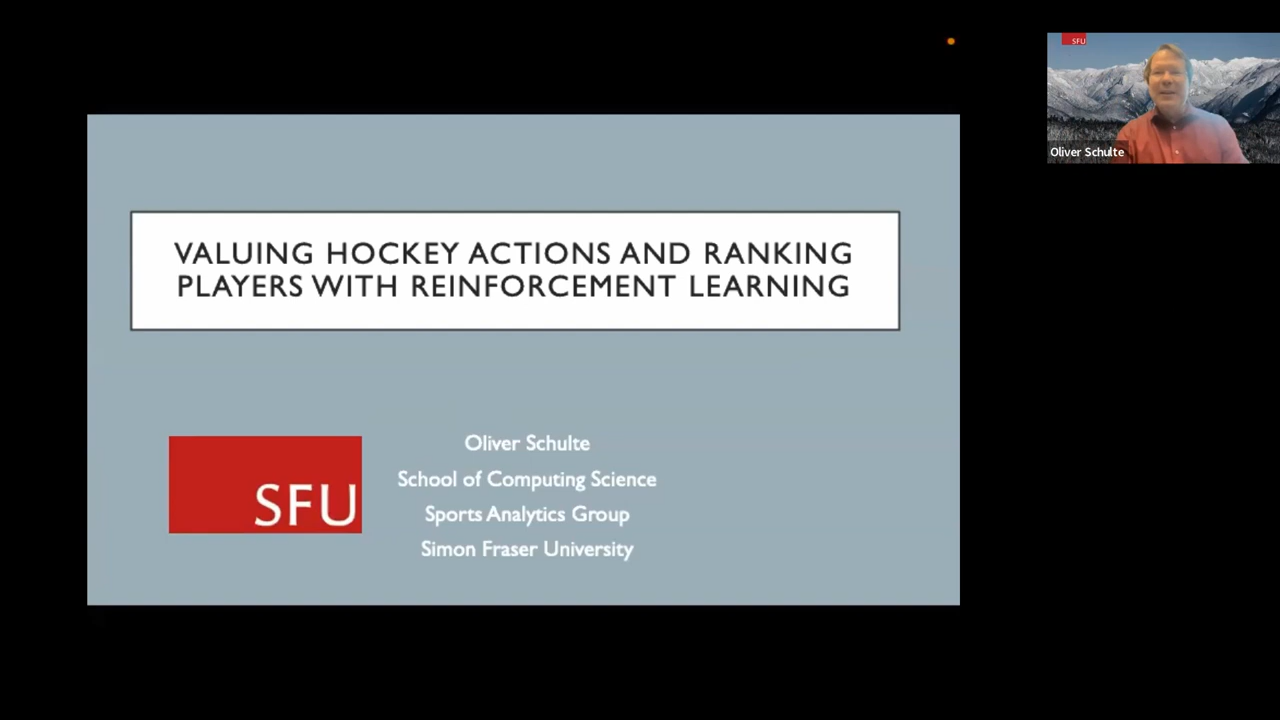 SFU
Oliver Schulte
VALUING HOCKEY ACTIONS AND RANKING
PLAYERS WITH REINFORCEMENT LEARNING
SFU
Oliver Schulte
School of Computing Science
Sports Analytics Group
Simon Fraser University